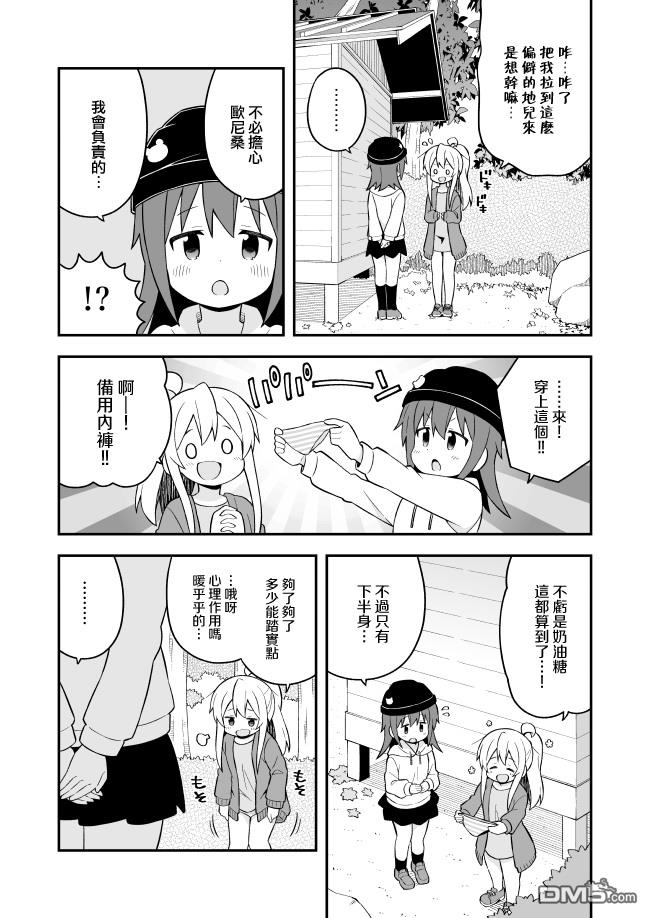 咋…咋了
把我拉到這麼
偏僻的地兒來
是想幹嘛…
………
ドキ
ドキ
不必擔心
歐尼桑
我會負責的…
!?
……來!
穿上這個!!
パンパーーン
啊—!
備用內褲!!
不虧是奶油糖
這都算到了…!
不過只有
下半身…
夠了夠了
多少能踏實點
…哦呀
心理作用嗎
暖乎乎的…
もそ
もそ
………
DM5.com